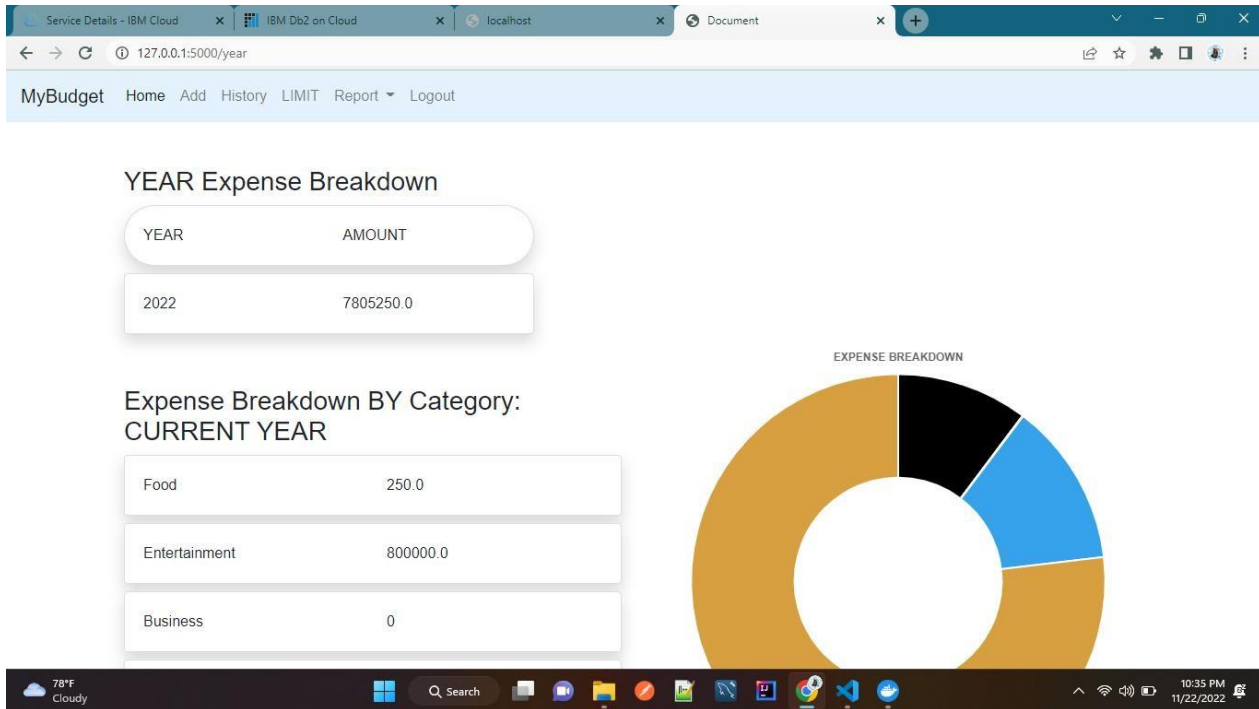 Service Details - IBM Cloud
IBM Db2 on Cloud
localhost
Document
127.0.0.1:5000/year
MyBudget Home Add History LIMIT Report Logout
YEAR Expense Breakdown
YEAR AMOUNT
2022 7805250.0
EXPENSE BREAKDOWN
Expense Breakdown BY Category:
CURRENT YEAR
Food 250.0
Entertainment 800000.0
Business 0
78°F
Cloudy
Search
10:35 PM
11/22/2022